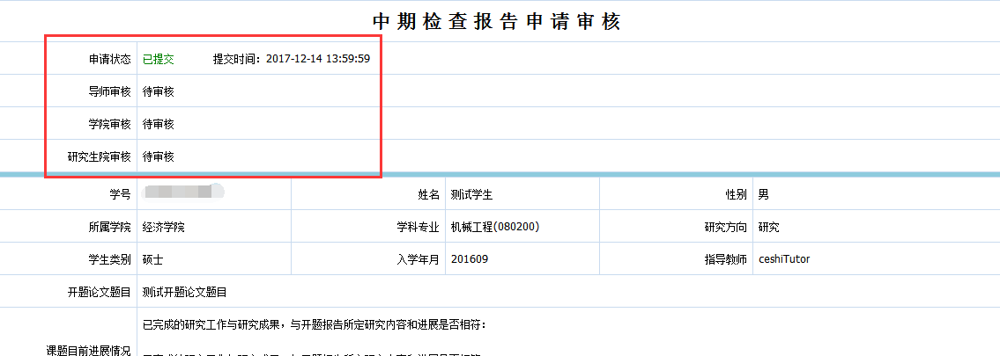 中期检查报告申请审核
申请状态 已提交 提交时间：2017-12-14 13:59:59
导师审核 待审核
学院审核 待审核
研究生院审核 待审核
学号 姓名 测试学生 性别 男
所属学院 经济学院 学科专业 机械工程(080200) 研究方向 研究
学生类别 硕士 入学年月 201609 指导教师 ceshiTutor
开题论文题目 测试开题论文题目
已完成的研究工作与研究成果，与开题报告所定研究内容和进展是否相符：
课题目前进展情况